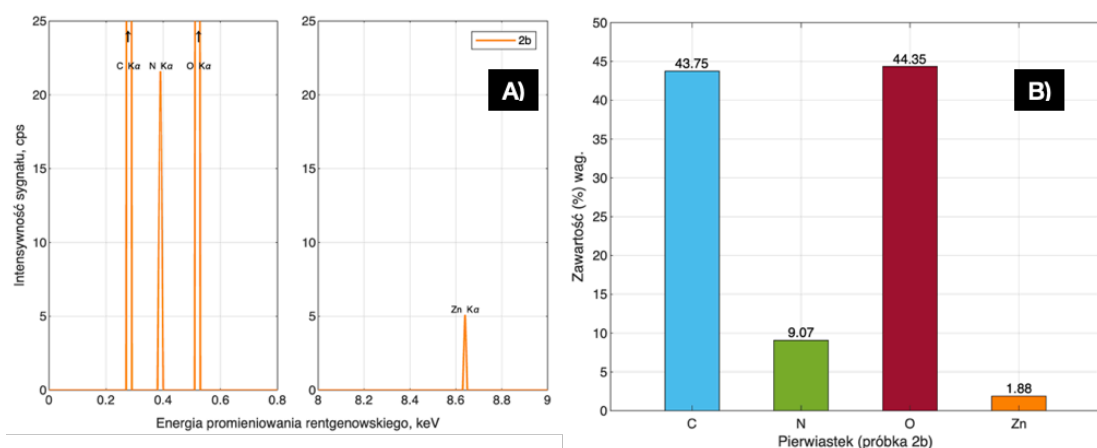 A)
2b
C Kα N Kα O Kα
Zn Kα
25
20
15
10
5
0
0 0.2 0.4 0.6 0.8
25
20
15
10
5
0
8 8.2 8.4 8.6 8.8 9
Intensywność sygnału, cps
Energia promieniowania rentgenowskiego, keV
B)
50
45
40
35
30
25
20
15
10
5
0
43.75
9.07
44.35
1.88
C N O Zn
Zawartość (%) wag.
Pierwiastek (próbka 2b)